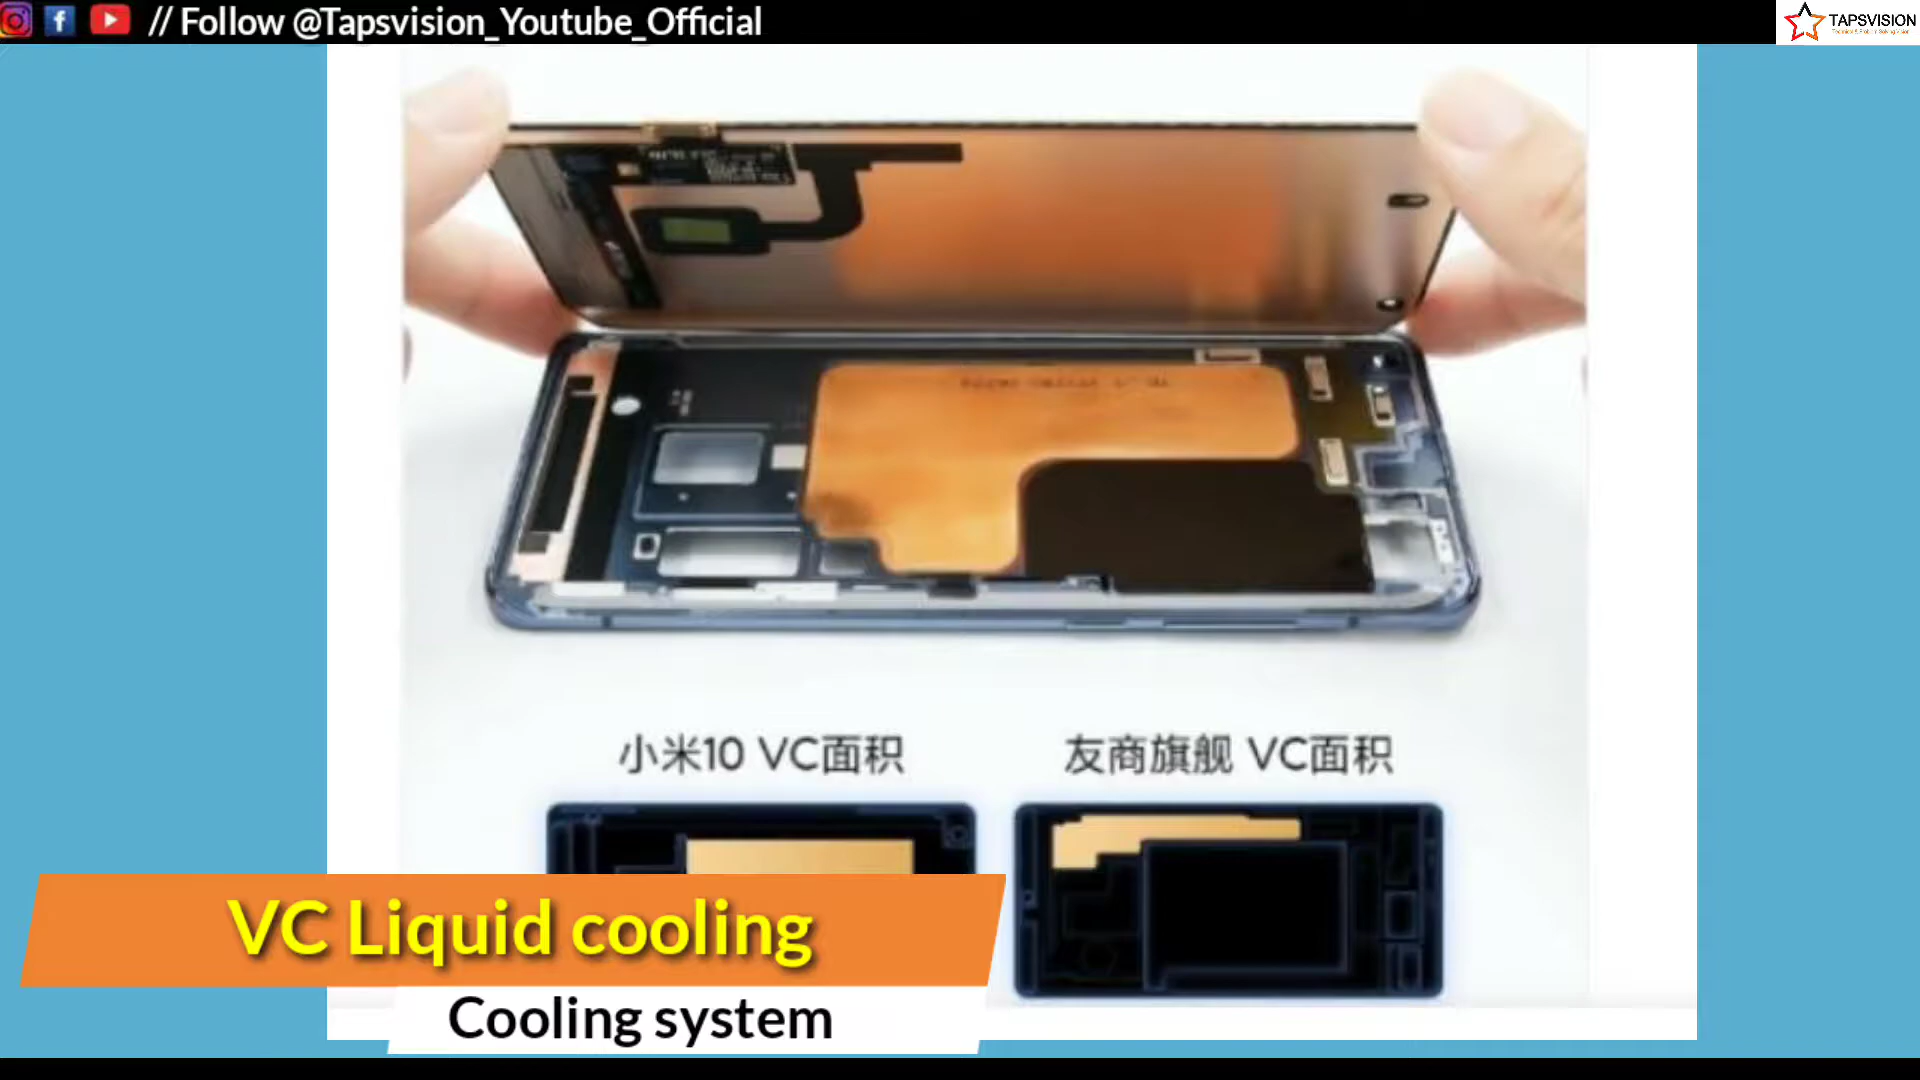 // Follow @Tapsvision_Youtube_Official
TAPSVISION
小米10 VC面积
友商旗舰 VC面积
VC Liquid cooling
Cooling system